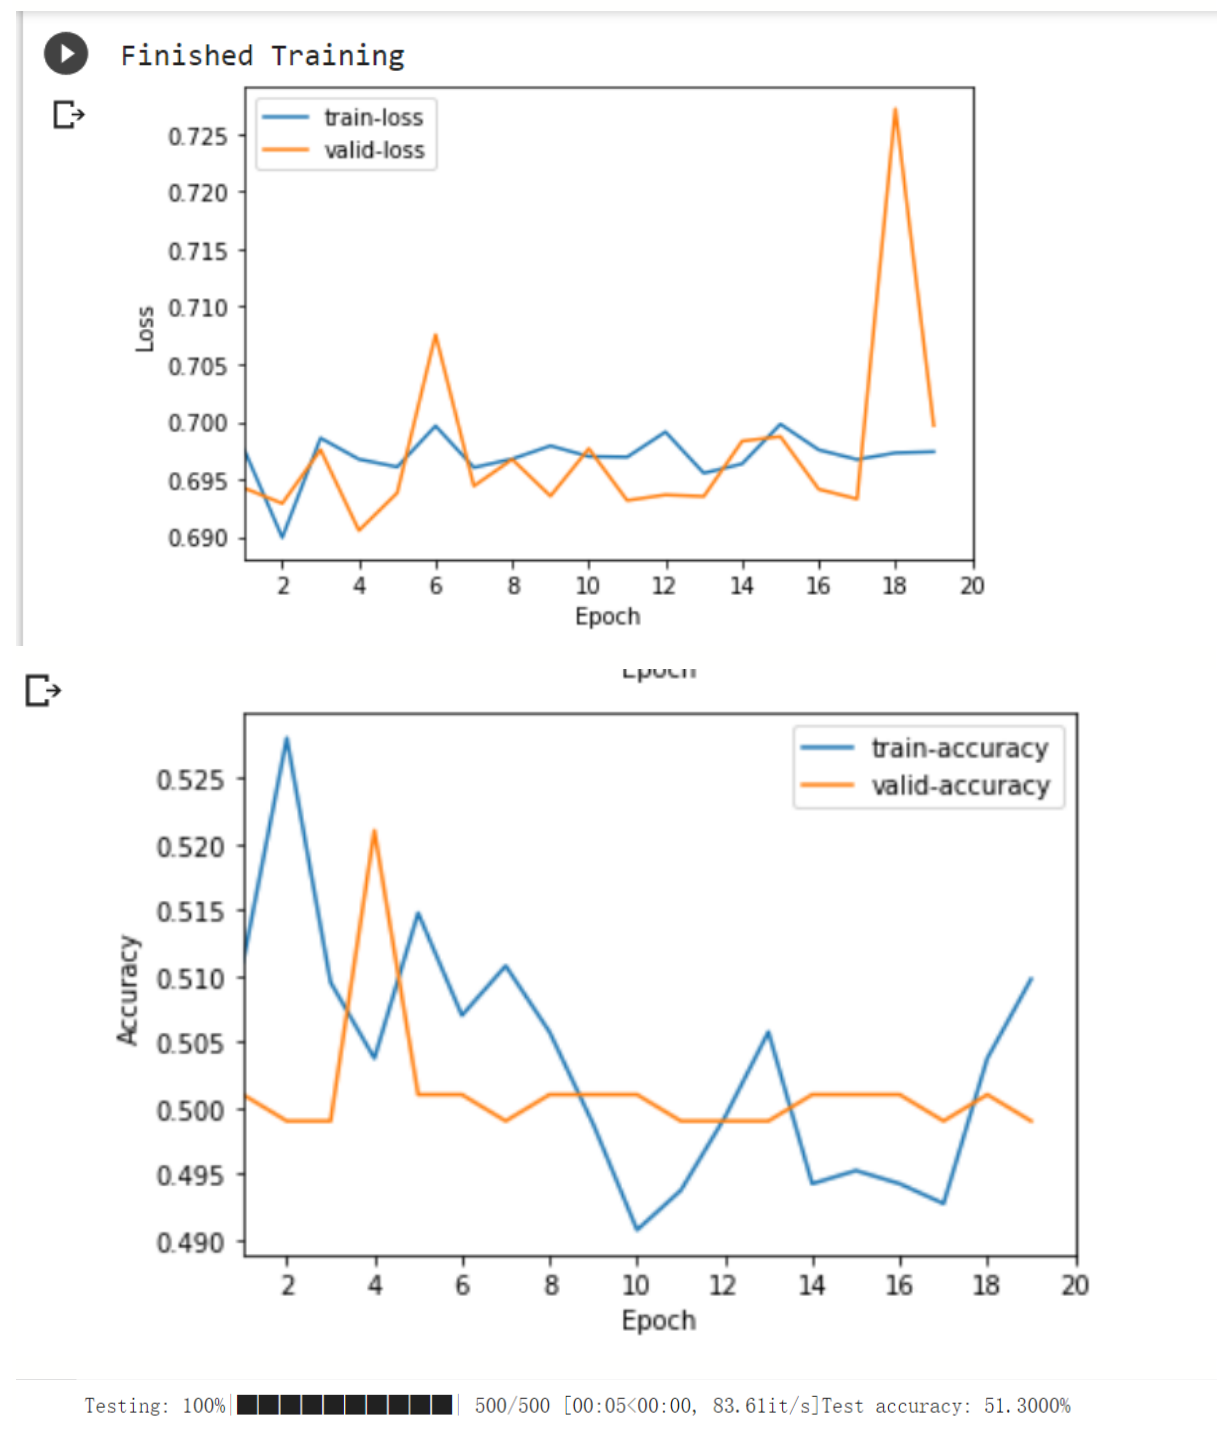 Finished Training
train-loss
valid-loss
0.725
0.720
0.715
0.710
0.705
0.700
0.695
0.690
Loss
2 4 6 8 10 12 14 16 18 20
Epoch
Epoch
train-accuracy
valid-accuracy
0.525
0.520
0.515
0.510
0.505
0.500
0.495
0.490
Accuracy
2 4 6 8 10 12 14 16 18 20
Epoch
Testing: 100%|██████████| 500/500 [00:05<00:00, 83.61it/s]Test accuracy: 51.3000%